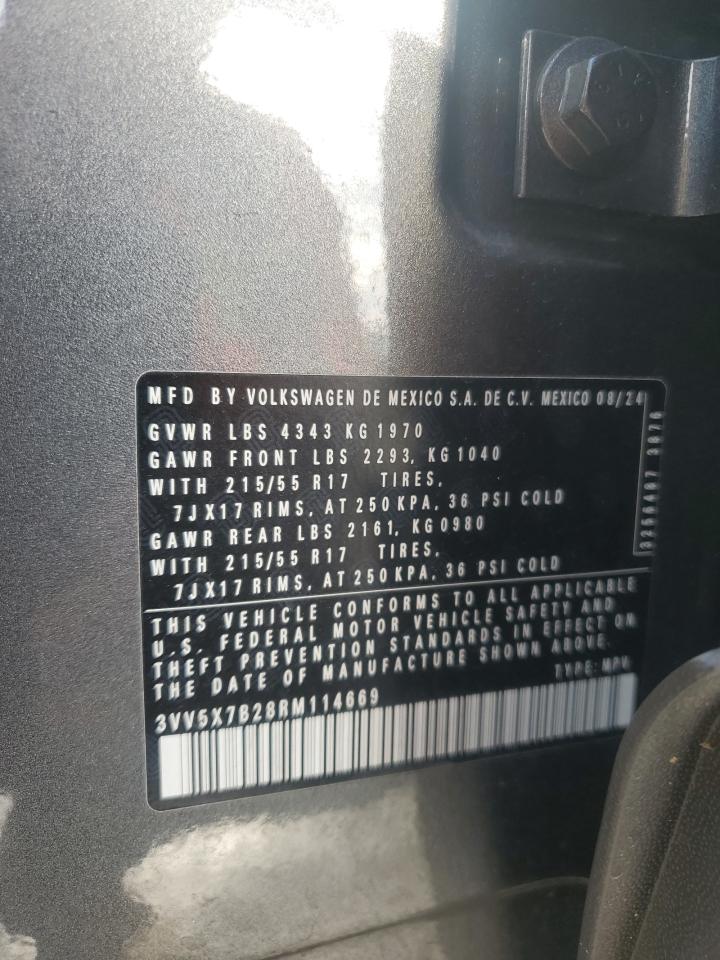 MFD BY VOLKSWAGEN DE MEXICO S.A. DE C.V. MEXICO 08/24
GVWR LBS 4343 KG 1970
GAWR FRONT LBS 2293, KG 1040
WITH 215/55 R17 TIRES,
7JX17 RIMS, AT 250 KPA, 36 PSI COLD
GAWR REAR LBS 2161, KG 0980
WITH 215/55 R17 TIRES,
7JX17 RIMS, AT 250 KPA, 36 PSI COLD
THIS VEHICLE CONFORMS TO ALL APPLICABLE
U.S. FEDERAL MOTOR VEHICLE SAFETY AND
THEFT PREVENTION STANDARDS IN EFFECT ON
THE DATE OF MANUFACTURE SHOWN ABOVE.
TYPE: MPV
3VV5X7B28RM114669